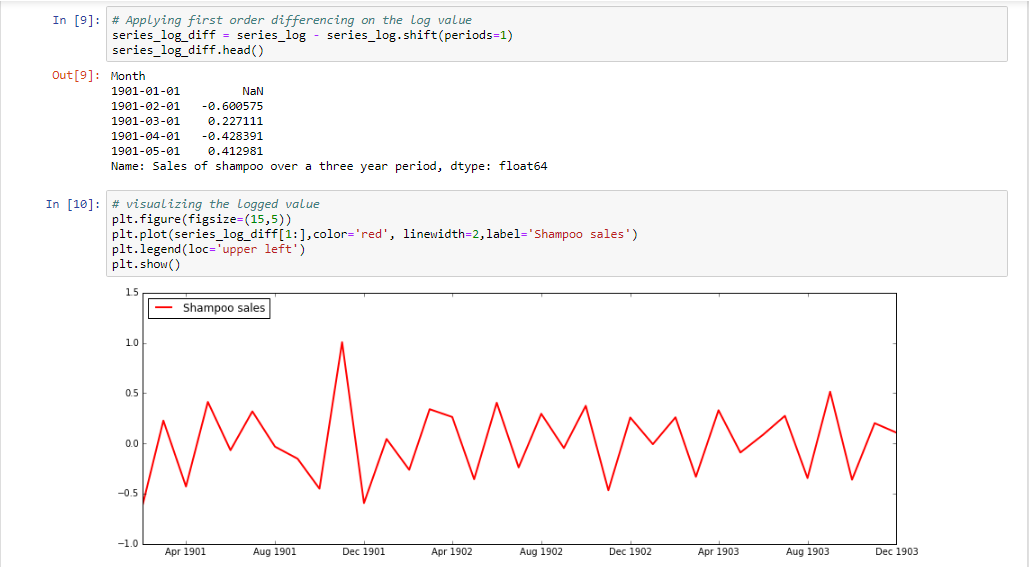 In [9]: # Applying first order differencing on the log value
series_log_diff = series_log - series_log.shift(periods=1)
series_log_diff.head()
Out[9]: Month
1901-01-01 NaN
1901-02-01 -0.600575
1901-03-01 0.227111
1901-04-01 -0.428391
1901-05-01 0.412981
Name: Sales of shampoo over a three year period, dtype: float64
In [10]: # visualizing the logged value
plt.figure(figsize=(15,5))
plt.plot(series_log_diff[1:],color='red', linewidth=2,label='Shampoo sales')
plt.legend(loc='upper left')
plt.show()
1.5
Shampoo sales
1.0
0.5
0.0
−0.5
−1.0
Apr 1901 Aug 1901 Dec 1901 Apr 1902 Aug 1902 Dec 1902 Apr 1903 Aug 1903 Dec 1903